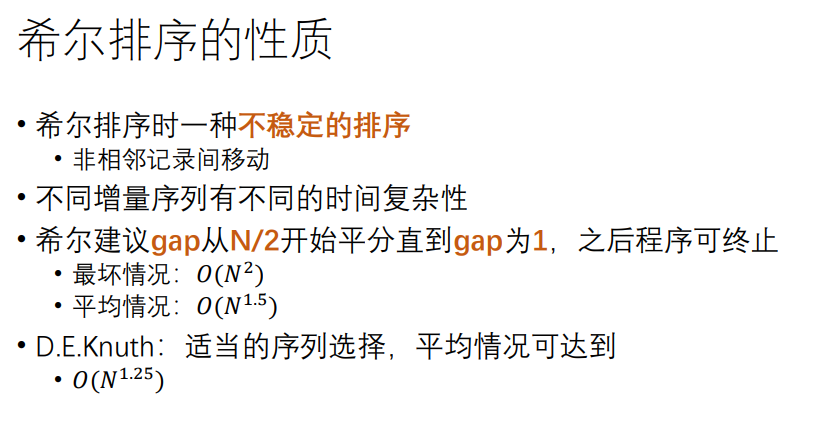 希尔排序的性质
• 希尔排序时一种不稳定的排序
• 非相邻记录间移动
• 不同增量序列有不同的时间复杂性
• 希尔建议gap从N/2开始平分直到gap为1，之后程序可终止
• 最坏情况：O(N²)
• 平均情况：O(N^{1.5})
• D.E.Knuth：适当的序列选择，平均情况可达到
• O(N^{1.25})